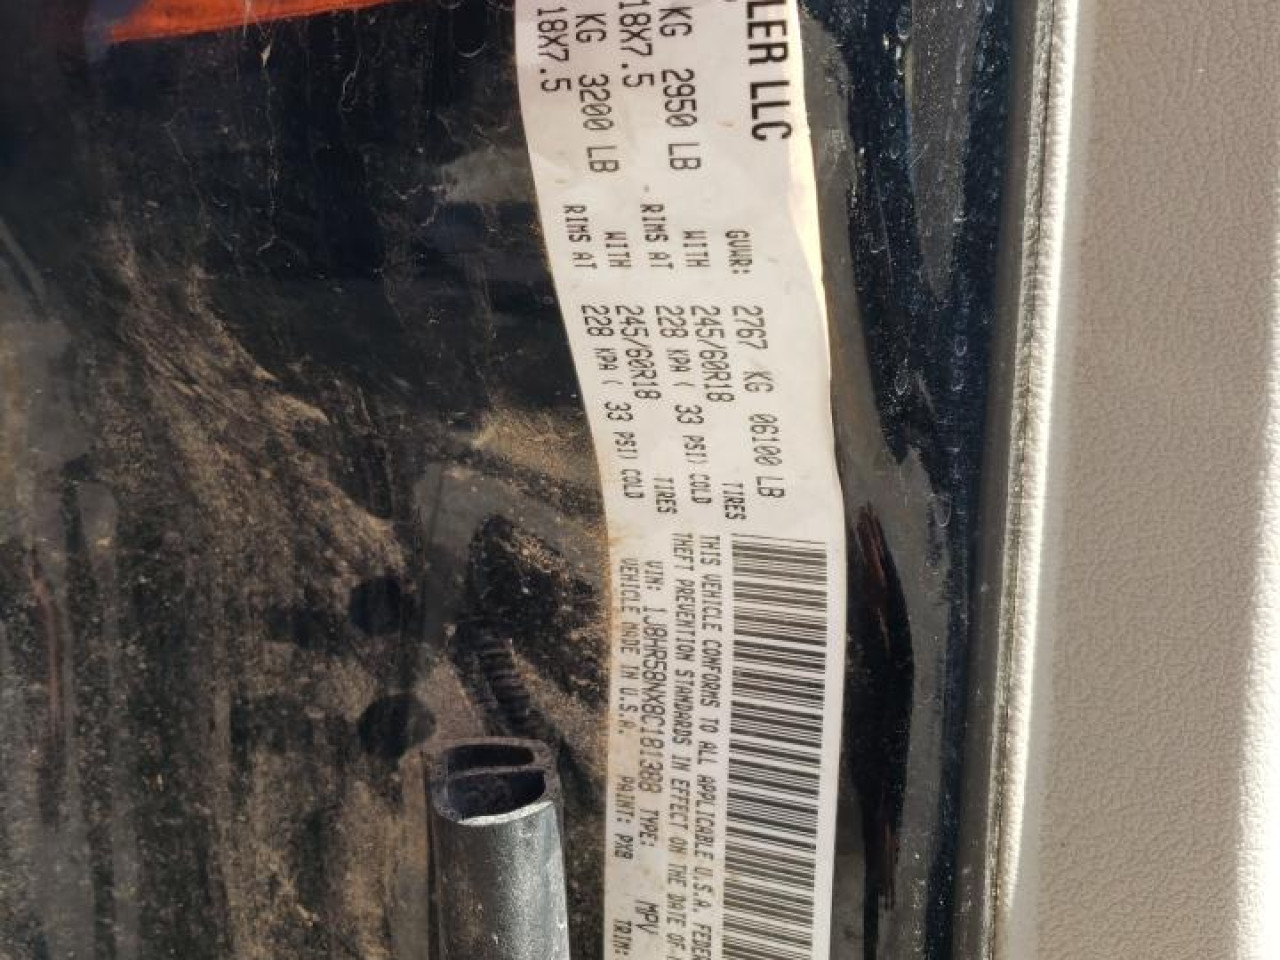 LER LLC
GVWR: 2767 KG 06100 LB
KG 2950 LB WITH 245/60R18 TIRES
18X7.5 RIMS AT 228 KPA ( 33 PSI) COLD
KG 3200 LB WITH 245/60R18 TIRES
18X7.5 RIMS AT 228 KPA ( 33 PSI) COLD
THIS VEHICLE CONFORMS TO ALL APPLICABLE U.S.A. FEDER
THEFT PREVENTION STANDARDS IN EFFECT ON THE DATE OF
VIN: 1J8HR58NX8C181388 TYPE: MPV
VEHICLE MADE IN U.S.A. PAINT: PXB TRIM: